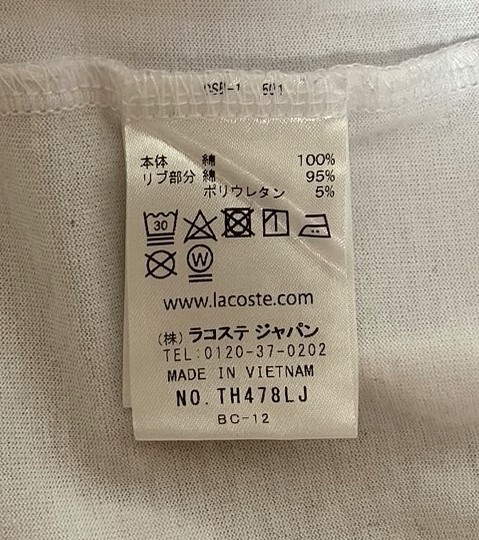 本体 綿 100%
リブ部分 綿 95%
ポリウレタン 5%
30
W
www.lacoste.com
(株) ラコステ ジャパン
TEL:0120-37-0202
MADE IN VIETNAM
NO. TH478LJ
BC-12